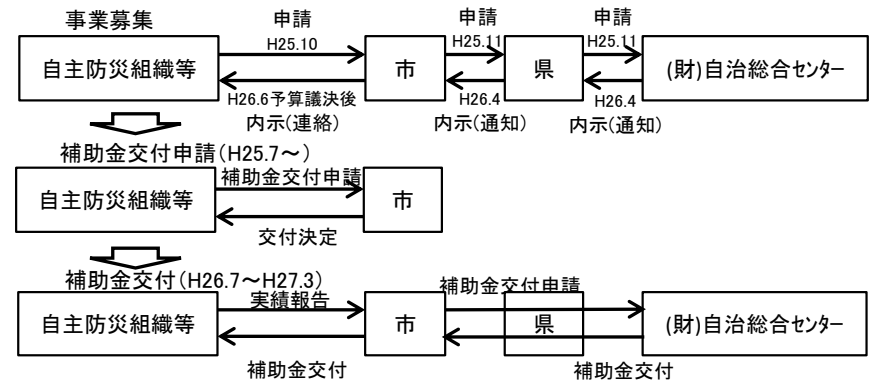 事業募集
申請
申請
申請
H25.10
H25.11
H25.11
自主防災組織等
市
県
(財)自治総合センター
H26.6予算議決後
H26.4
H26.4
内示(連絡)
内示(通知)
内示(通知)
補助金交付申請(H25.7～)
補助金交付申請
自主防災組織等
市
交付決定
補助金交付(H26.7～H27.3)
実績報告
補助金交付申請
自主防災組織等
市
県
(財)自治総合センター
補助金交付
補助金交付